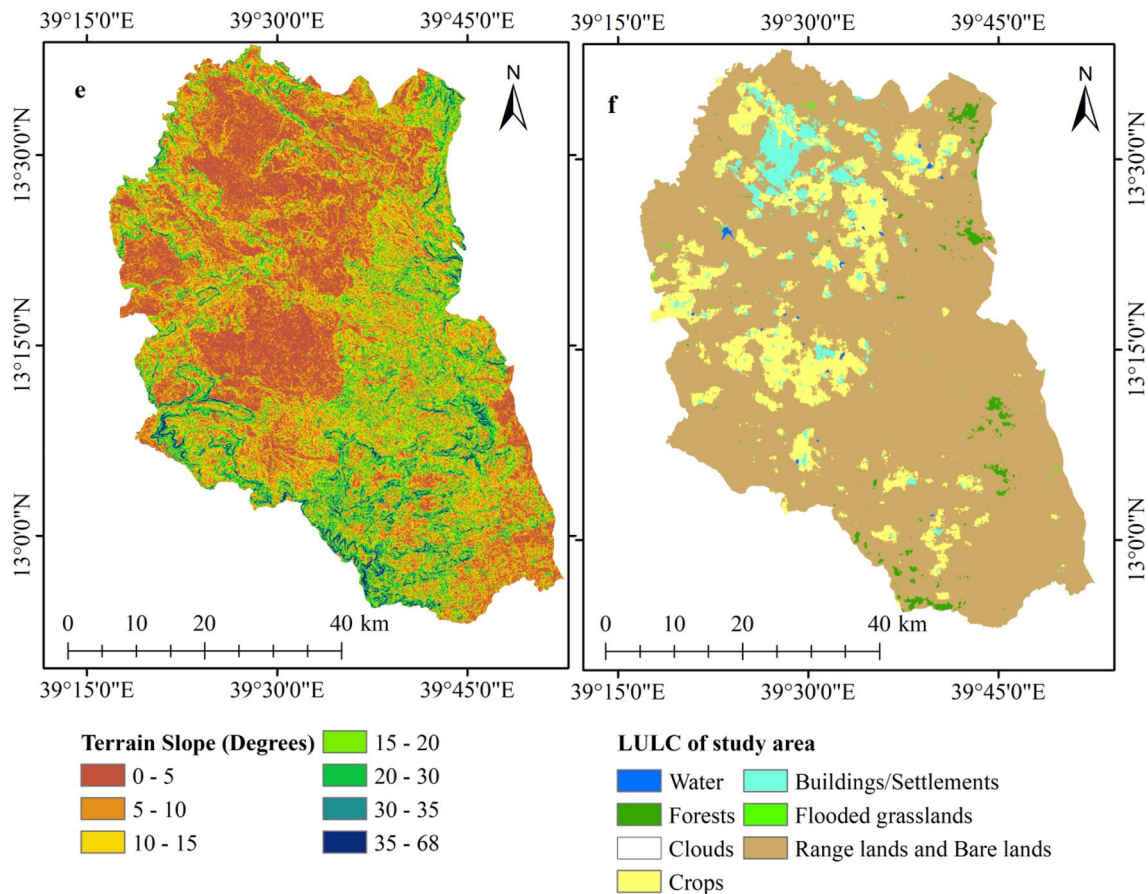 39°15'0"E 39°30'0"E 39°45'0"E
39°15'0"E 39°30'0"E 39°45'0"E
e
N
f
N
13°30'0"N
13°15'0"N
13°0'0"N
13°30'0"N
13°15'0"N
13°0'0"N
0 10 20 40 km
0 10 20 40 km
39°15'0"E 39°30'0"E 39°45'0"E
39°15'0"E 39°30'0"E 39°45'0"E
Terrain Slope (Degrees)
0 - 5
5 - 10
10 - 15
15 - 20
20 - 30
30 - 35
35 - 68
LULC of study area
Water
Forests
Clouds
Crops
Buildings/Settlements
Flooded grasslands
Range lands and Bare lands